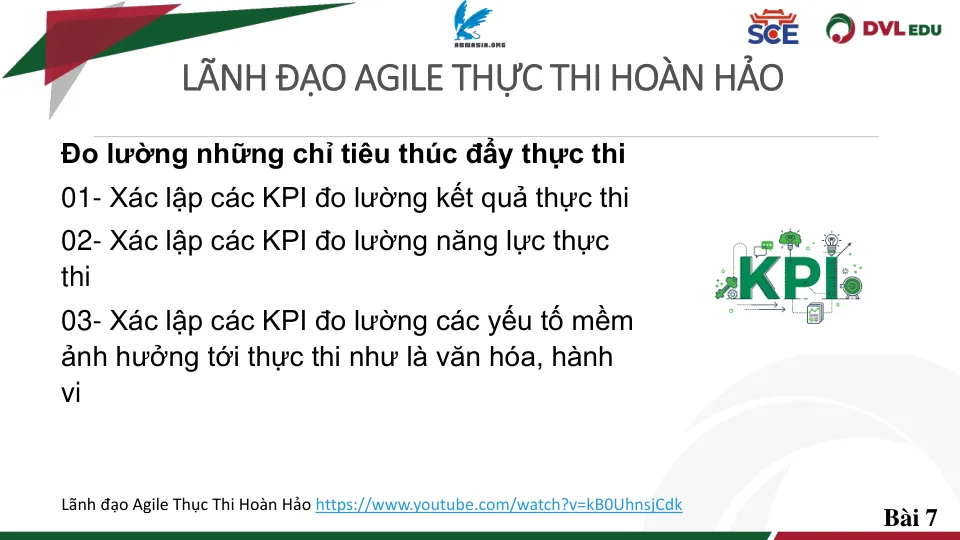 AHMASIA.ORG
SCE
DVL EDU
LÃNH ĐẠO AGILE THỰC THI HOÀN HẢO
Đo lường những chỉ tiêu thúc đẩy thực thi
01- Xác lập các KPI đo lường kết quả thực thi
02- Xác lập các KPI đo lường năng lực thực
thi
03- Xác lập các KPI đo lường các yếu tố mềm
ảnh hưởng tới thực thi như là văn hóa, hành
vi
KPI
Lãnh đạo Agile Thục Thi Hoàn Hảo https://www.youtube.com/watch?v=kB0UhnsjCdk
Bài 7